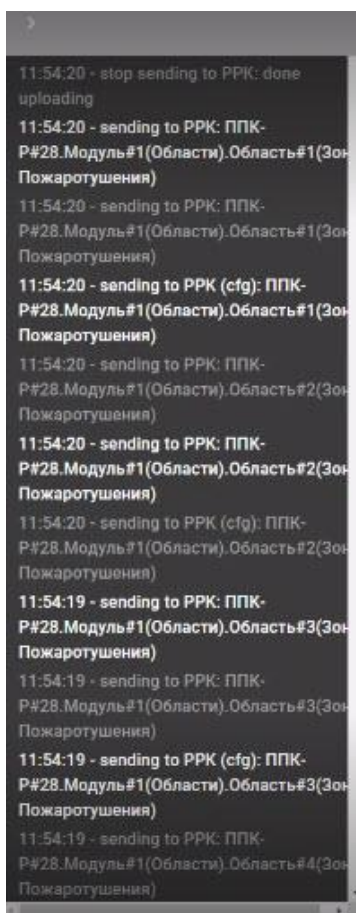 11:54:20 - stop sending to PPK: done
uploading
11:54:20 - sending to PPK: ППК-
Р#28.Модуль#1(Области).Область#1(Зон
Пожаротушения)
11:54:20 - sending to PPK: ППК-
Р#28.Модуль#1(Области).Область#1(Зон
Пожаротушения)
11:54:20 - sending to PPK (cfg): ППК-
Р#28.Модуль#1(Области).Область#1(Зон
Пожаротушения)
11:54:20 - sending to PPK: ППК-
Р#28.Модуль#1(Области).Область#2(Зон
Пожаротушения)
11:54:20 - sending to PPK: ППК-
Р#28.Модуль#1(Области).Область#2(Зон
Пожаротушения)
11:54:20 - sending to PPK (cfg): ППК-
Р#28.Модуль#1(Области).Область#2(Зон
Пожаротушения)
11:54:19 - sending to PPK: ППК-
Р#28.Модуль#1(Области).Область#3(Зон
Пожаротушения)
11:54:19 - sending to PPK: ППК-
Р#28.Модуль#1(Области).Область#3(Зон
Пожаротушения)
11:54:19 - sending to PPK (cfg): ППК-
Р#28.Модуль#1(Области).Область#3(Зон
Пожаротушения)
11:54:19 - sending to PPK: ППК-
Р#28.Модуль#1(Области).Область#4(Зон
Пожаротушения)